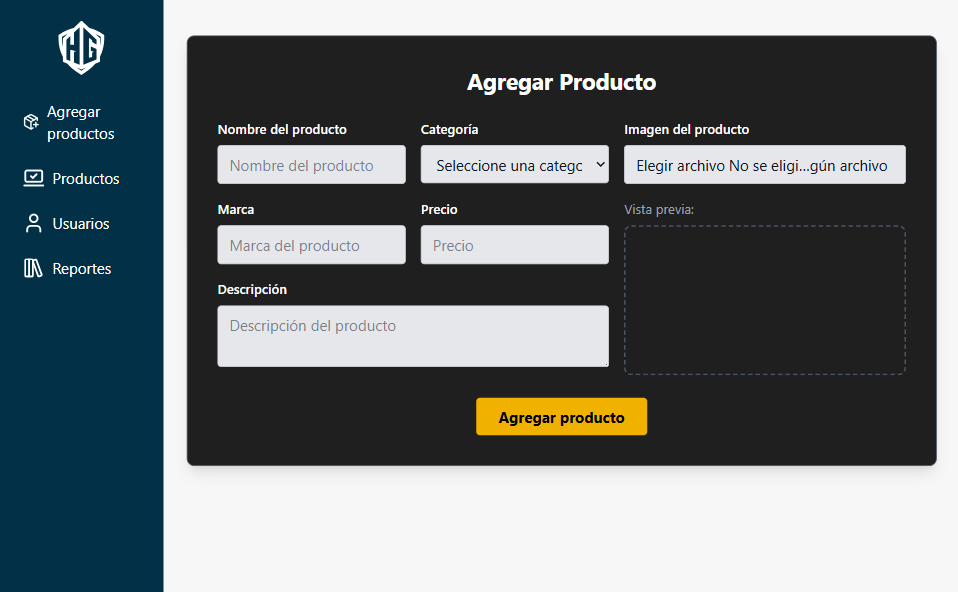 HG
Agregar
productos
Productos
Usuarios
Reportes
Agregar Producto
Nombre del producto
Nombre del producto
Categoría
Seleccione una categc
Imagen del producto
Elegir archivo No se eligi...gún archivo
Marca
Marca del producto
Precio
Precio
Vista previa:
Descripción
Descripción del producto
Agregar producto